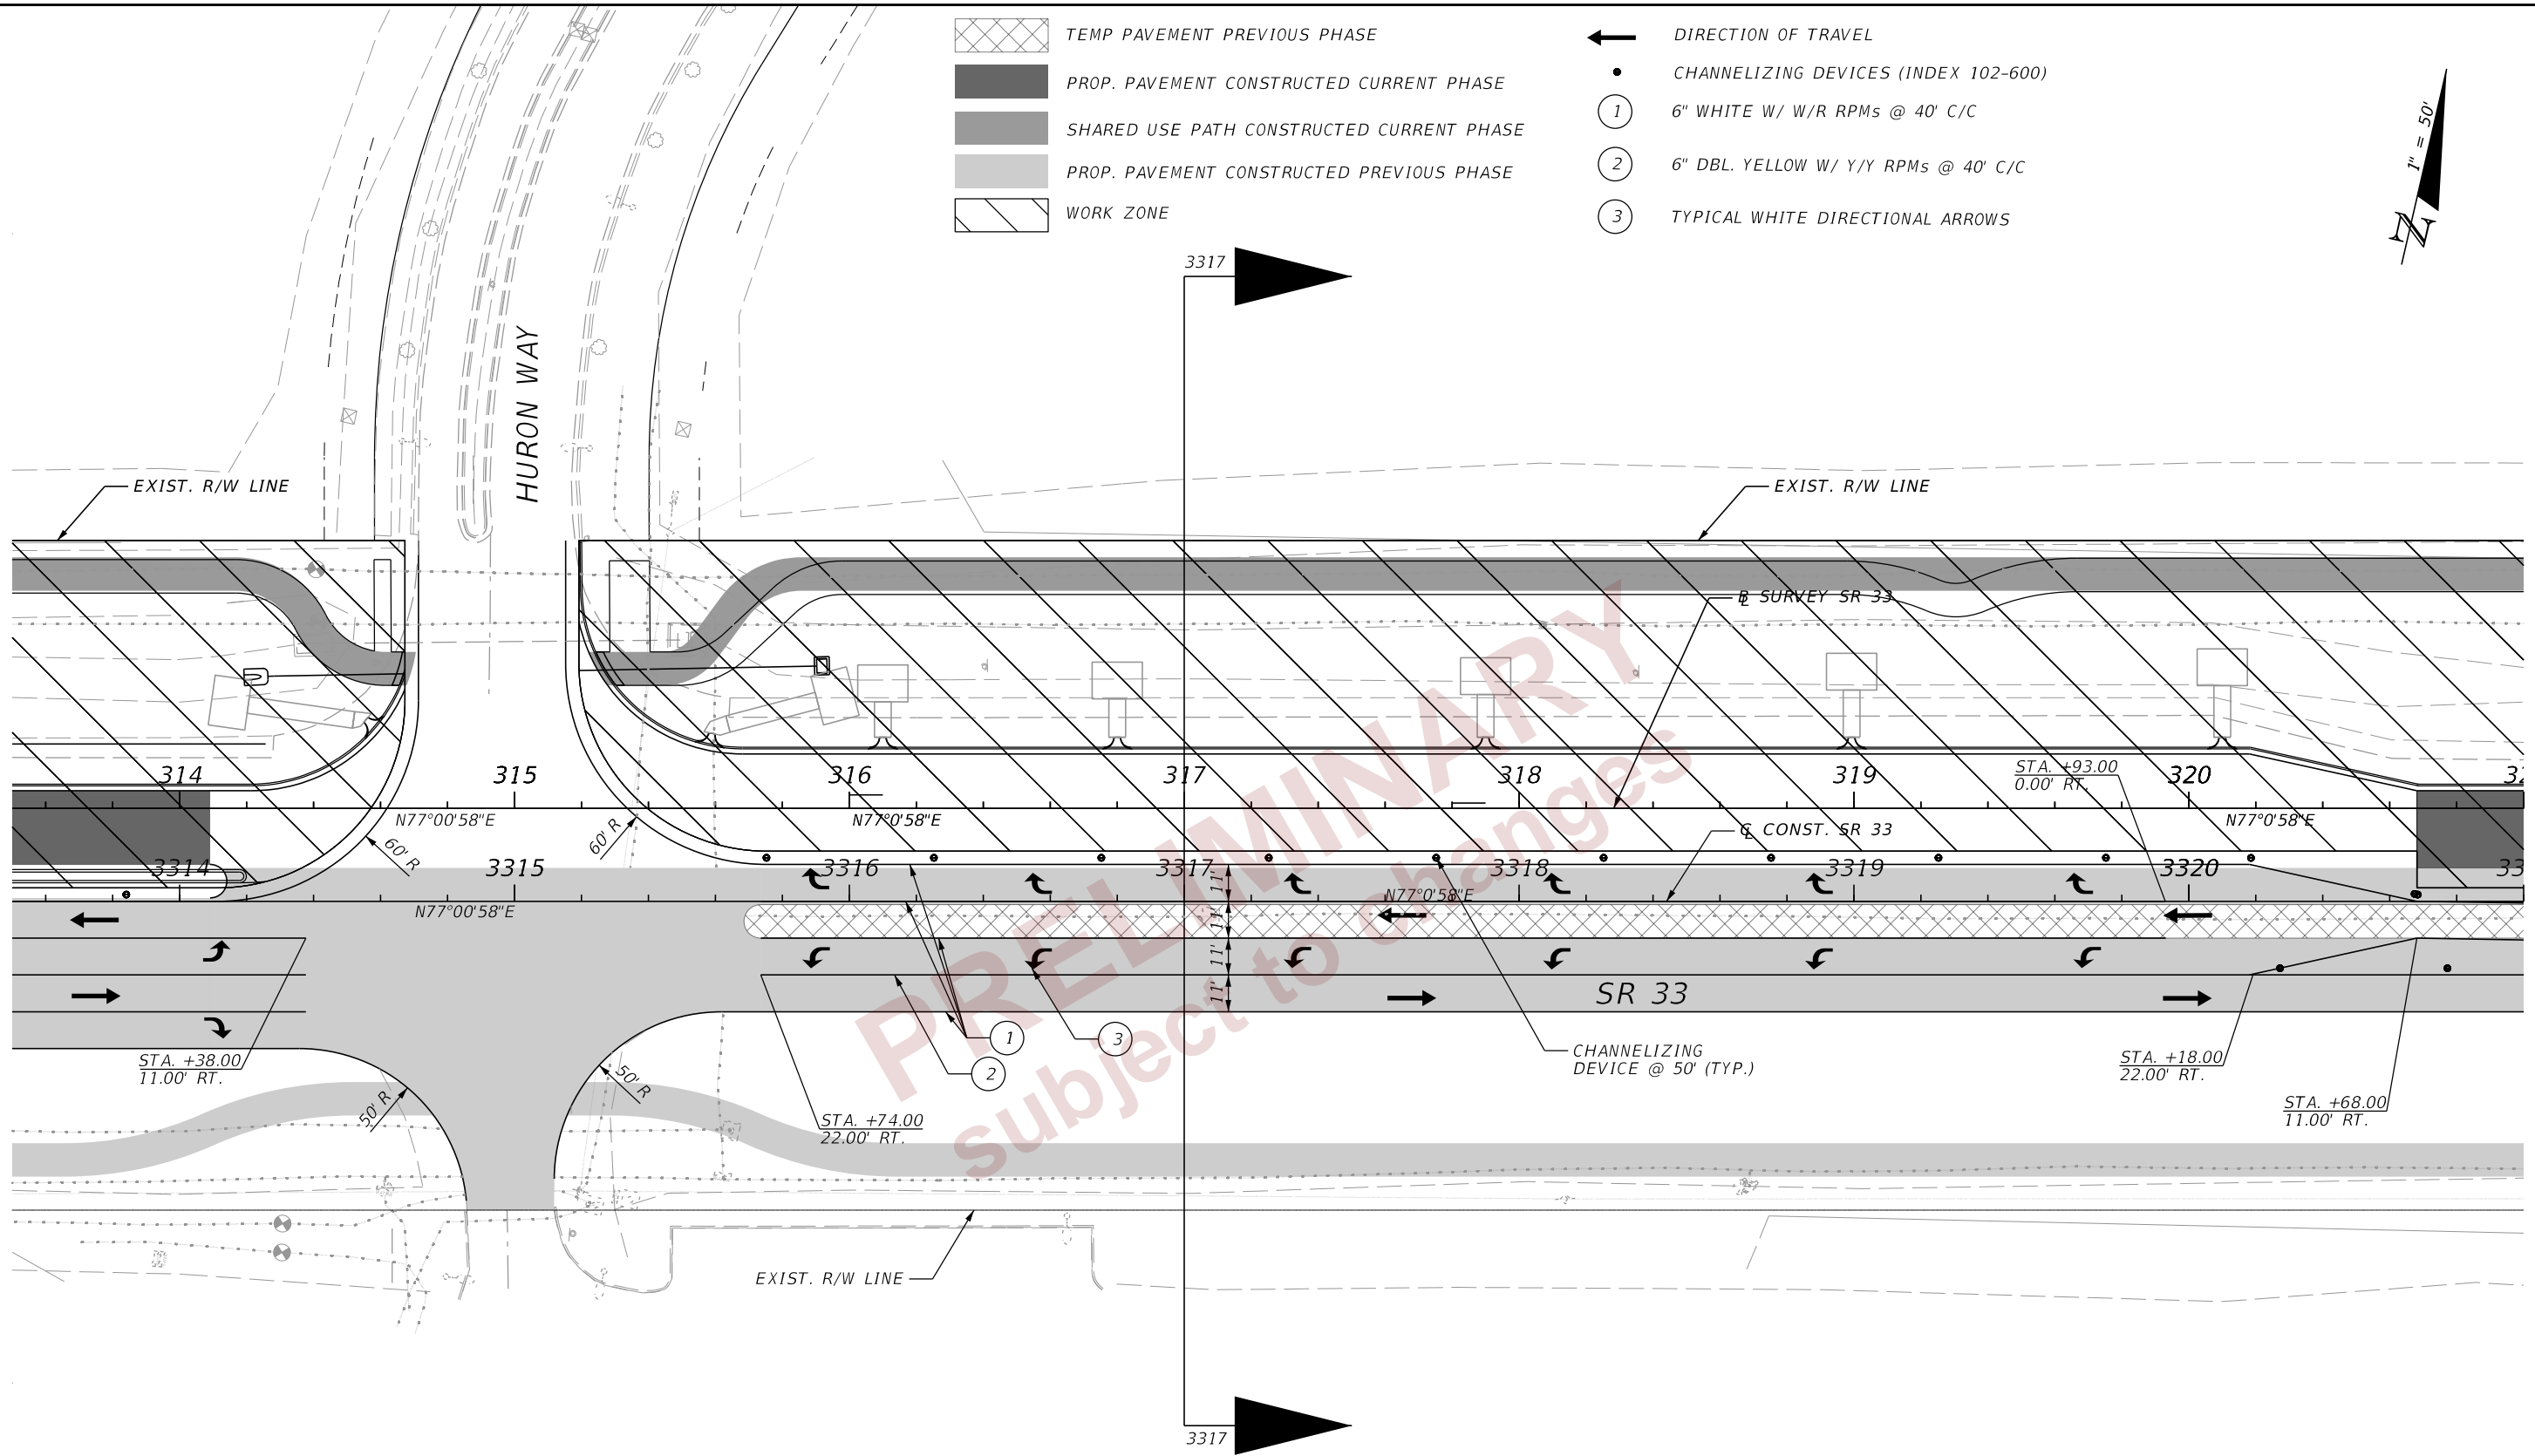 TEMP PAVEMENT PREVIOUS PHASE
PROP. PAVEMENT CONSTRUCTED CURRENT PHASE
SHARED USE PATH CONSTRUCTED CURRENT PHASE
PROP. PAVEMENT CONSTRUCTED PREVIOUS PHASE
WORK ZONE
DIRECTION OF TRAVEL
CHANNELIZING DEVICES (INDEX 102-600)
1 6" WHITE W/ W/R RPMs @ 40' C/C
2 6" DBL. YELLOW W/ Y/Y RPMs @ 40' C/C
3 TYPICAL WHITE DIRECTIONAL ARROWS
1" = 50'
N
3317
HURON WAY
EXIST. R/W LINE
EXIST. R/W LINE
℄ SURVEY SR 33
314
315
316
317
318
319
320
STA. +93.00
0.00' RT.
N77°00'58"E
N77°0'58"E
N77°0'58"E
60' R
60' R
℄ CONST. SR 33
3314
3315
3316
3317
3318
3319
3320
33
N77°00'58"E
N77°0'58"E
11'
11'
11'
11'
SR 33
1
2
3
CHANNELIZING
DEVICE @ 50' (TYP.)
STA. +38.00
11.00' RT.
50' R
50' R
STA. +74.00
22.00' RT.
STA. +18.00
22.00' RT.
STA. +68.00
11.00' RT.
EXIST. R/W LINE
3317
PRELIMINARY
subject to changes